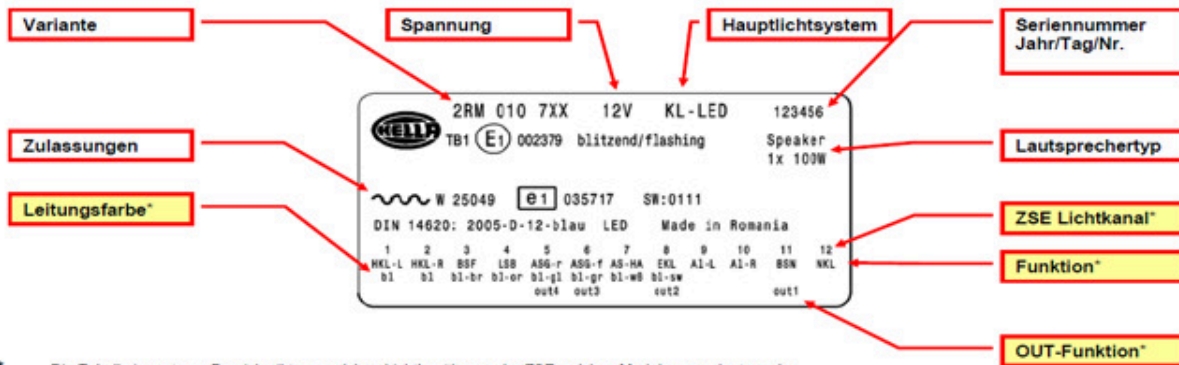 Variante
Spannung
Hauptlichtsystem
Seriennummer
Jahr/Tag/Nr.
HELLA
2RM 010 7XX 12V KL-LED 123456
TB1 E1 002379 blitzend/flashing
Speaker
1x 100W
Zulassungen
Lautsprechertyp
W 25049 e1 035717 SW:0111
Leitungsfarbe*
DIN 14620: 2005-D-12-blau LED Made in Romania
ZSE Lichtkanal*
1 2 3 4 5 6 7 8 9 10 11 12
HKL-L HKL-R BSF LSB ASG-r ASG-f AS-HA EKL Al-L Al-R BSN NKL
Funktion*
bl bl bl-br bl-or bl-gl bl-gr bl-wß bl-sw
out4 out3 out2 out1
OUT-Funktion*